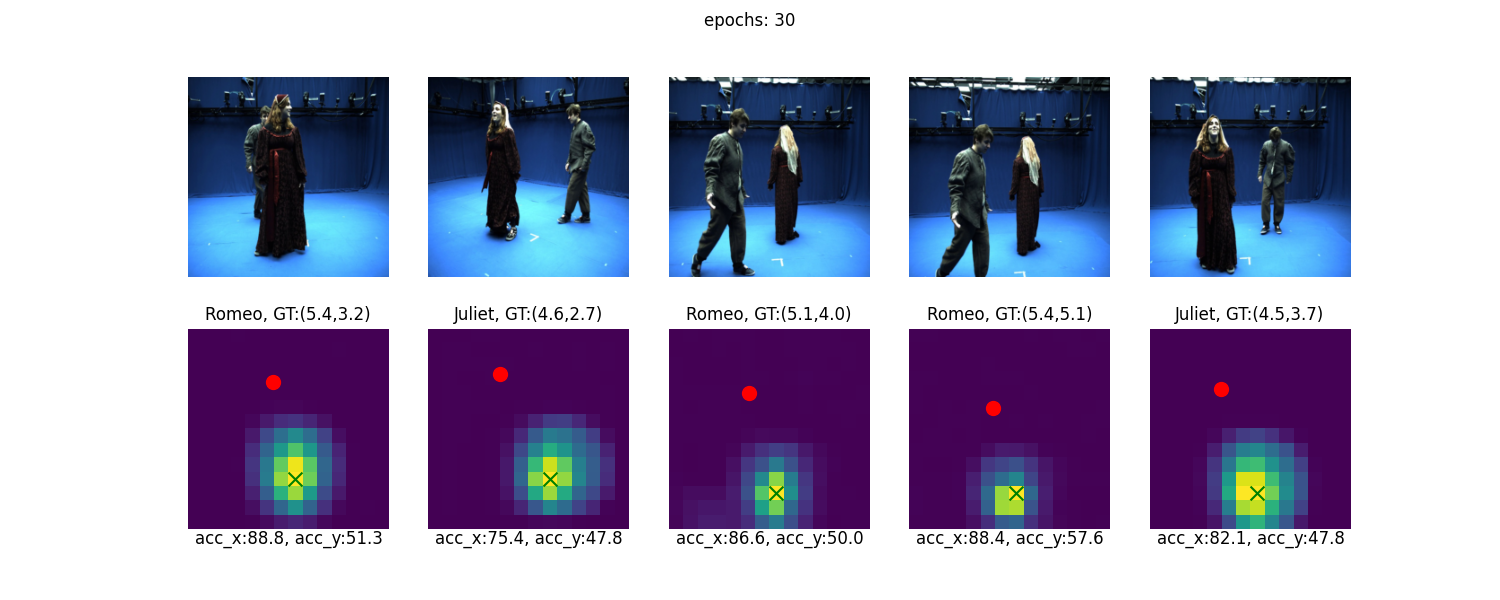 epochs: 30
Romeo, GT:(5.4,3.2)
Juliet, GT:(4.6,2.7)
Romeo, GT:(5.1,4.0)
Romeo, GT:(5.4,5.1)
Juliet, GT:(4.5,3.7)
acc_x:88.8, acc_y:51.3
acc_x:75.4, acc_y:47.8
acc_x:86.6, acc_y:50.0
acc_x:88.4, acc_y:57.6
acc_x:82.1, acc_y:47.8